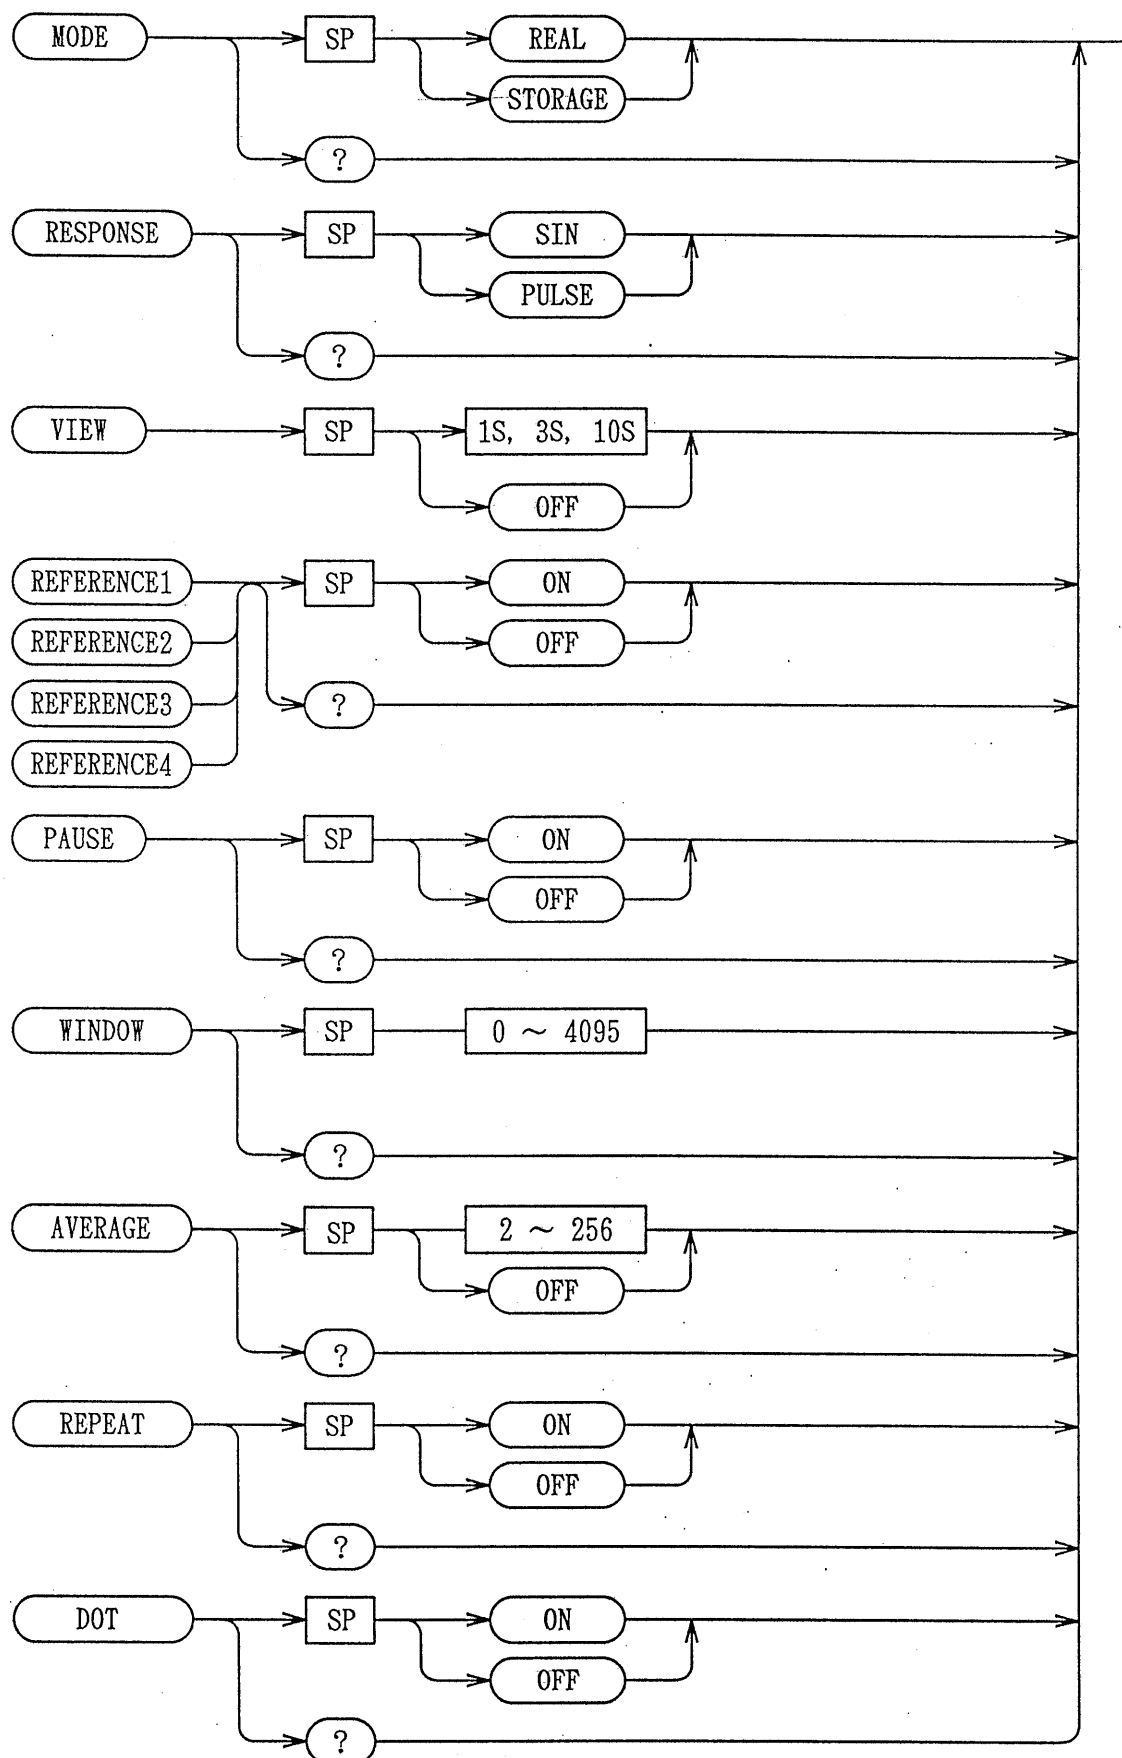 MODE SP REAL
STORAGE
?
RESPONSE SP SIN
PULSE
?
VIEW SP 1S, 3S, 10S
OFF
REFERENCE1 SP ON
REFERENCE2 OFF
REFERENCE3 ?
REFERENCE4
PAUSE SP ON
OFF
?
WINDOW SP 0 ～ 4095
?
AVERAGE SP 2 ～ 256
OFF
?
REPEAT SP ON
OFF
?
DOT SP ON
OFF
?